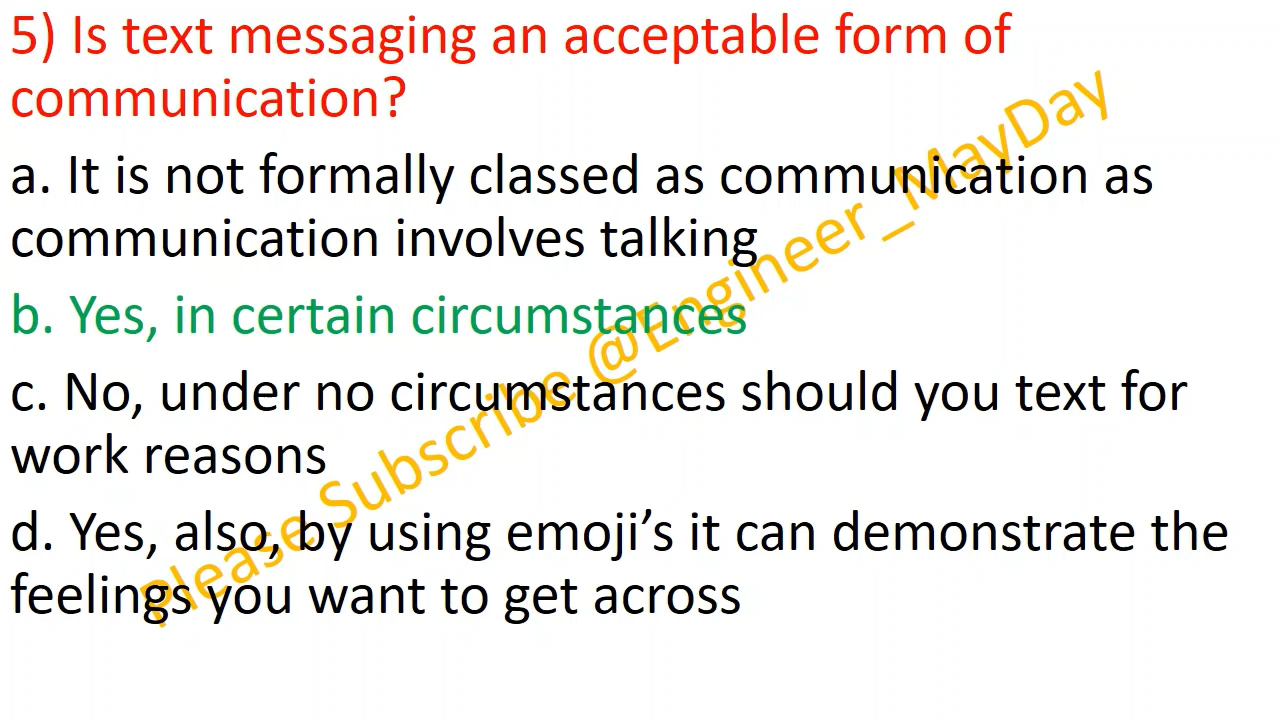 5) Is text messaging an acceptable form of
communication?
a. It is not formally classed as communication as
communication involves talking
b. Yes, in certain circumstances
c. No, under no circumstances should you text for
work reasons
d. Yes, also, by using emoji’s it can demonstrate the
feelings you want to get across
Please Subscribe @Engineer_MayDay